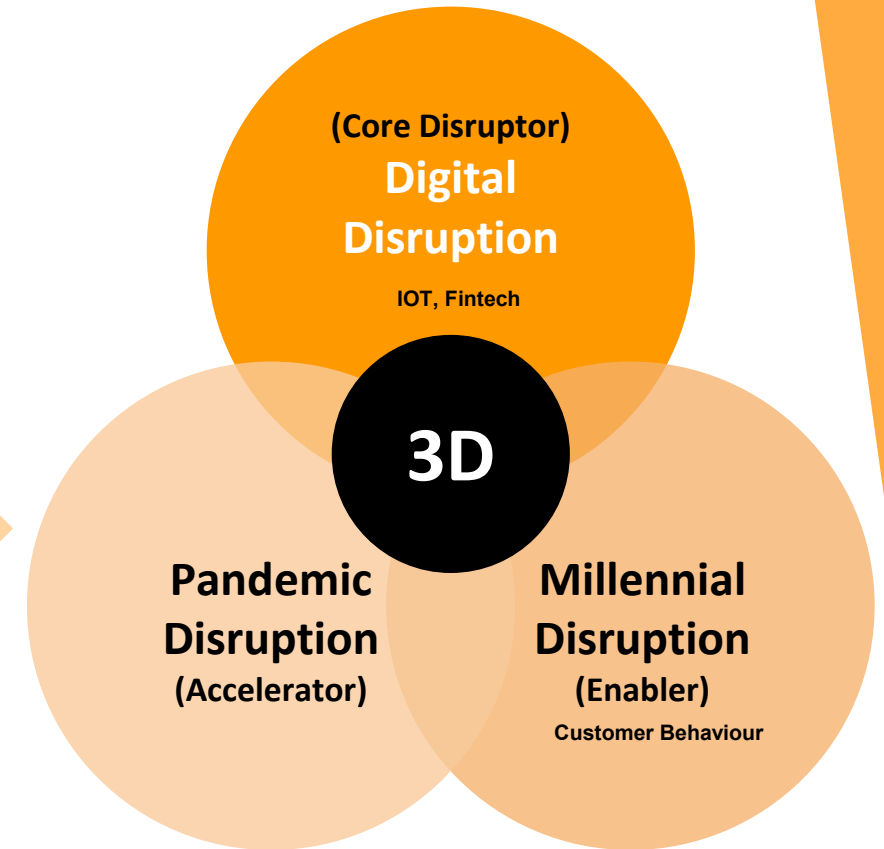 (Core Disruptor)
Digital
Disruption
IOT, Fintech
3D
Pandemic
Disruption
(Accelerator)
Millennial
Disruption
(Enabler)
Customer Behaviour